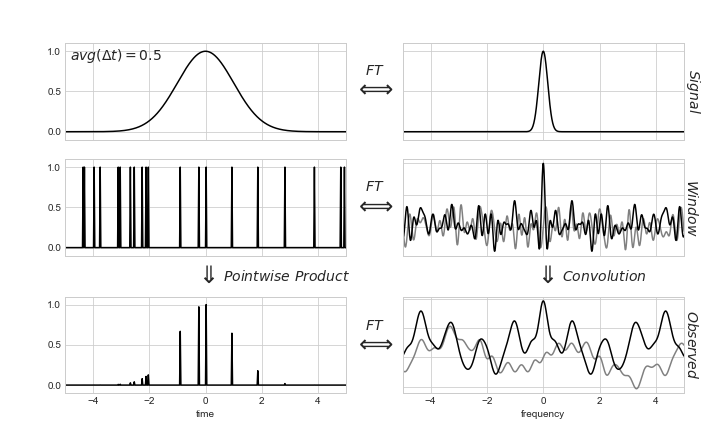 1.0
0.5
0.0
avg(Δt) = 0.5
FT
⇔
Signal
1.0
0.5
0.0
FT
⇔
Window
⇓ Pointwise Product
⇓ Convolution
1.0
0.5
0.0
FT
⇔
Observed
−4 −2 0 2 4
time
−4 −2 0 2 4
frequency